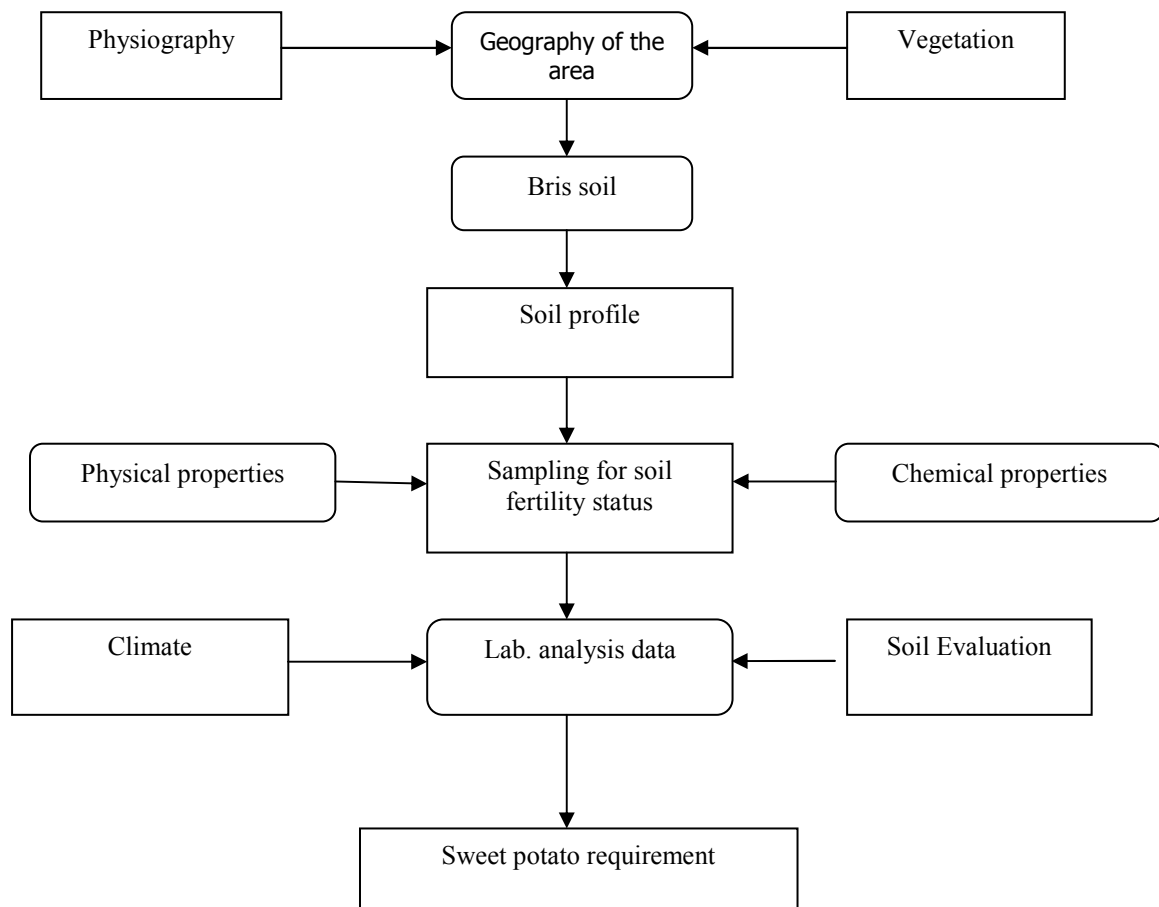 Physiography
Geography of the
area
Vegetation
Bris soil
Soil profile
Physical properties
Sampling for soil
fertility status
Chemical properties
Climate
Lab. analysis data
Soil Evaluation
Sweet potato requirement